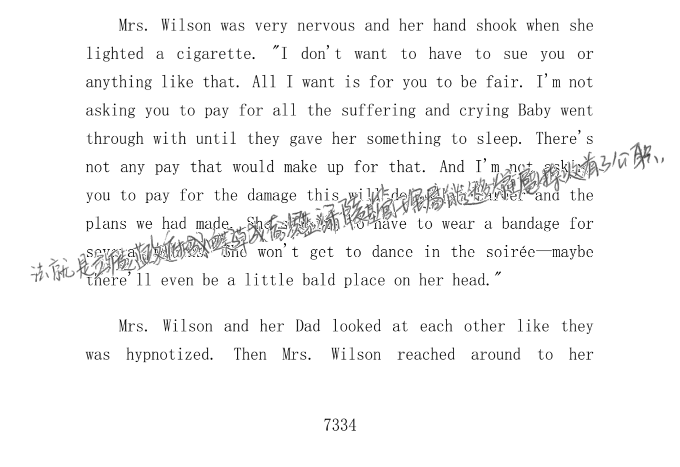 Mrs. Wilson was very nervous and her hand shook when she
lighted a cigarette. "I don't want to have to sue you or
anything like that. All I want is for you to be fair. I'm not
asking you to pay for all the suffering and crying Baby went
through with until they gave her something to sleep. There's
not any pay that would make up for that. And I'm not asking
you to pay for the damage this will do to and the
plans we had made. She to have to wear a bandage for
She won't get to dance in the soirée—maybe
there'll even be a little bald place on her head."
法就是
Mrs. Wilson and her Dad looked at each other like they
was hypnotized. Then Mrs. Wilson reached around to her
7334